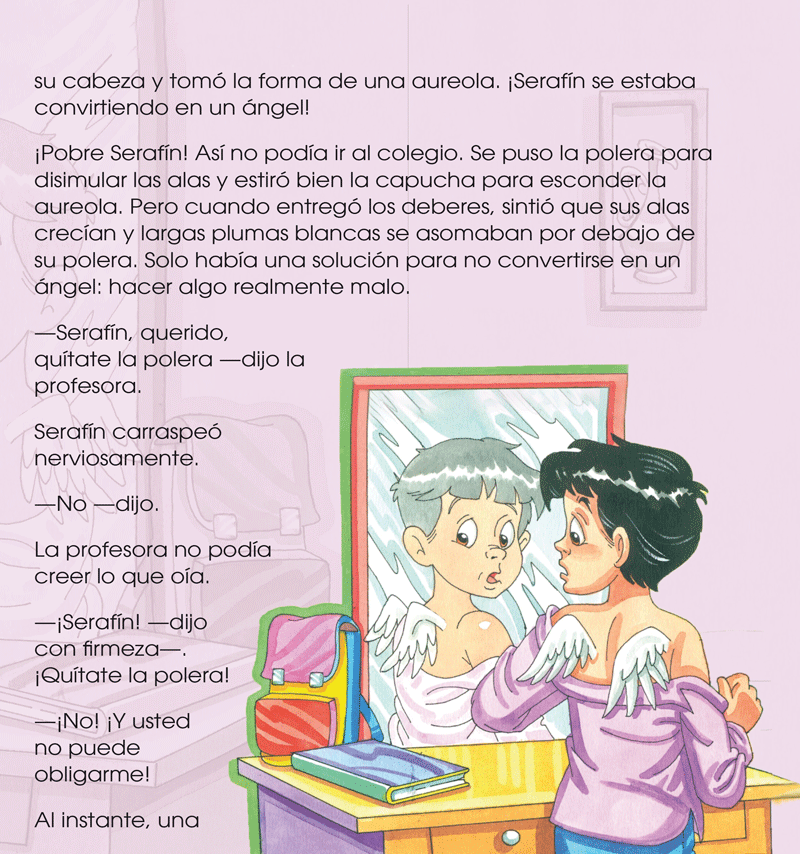 su cabeza y tomó la forma de una aureola. ¡Serafín se estaba
convirtiendo en un ángel!
¡Pobre Serafín! Así no podía ir al colegio. Se puso la polera para
disimular las alas y estiró bien la capucha para esconder la
aureola. Pero cuando entregó los deberes, sintió que sus alas
crecían y largas plumas blancas se asomaban por debajo de
su polera. Solo había una solución para no convertirse en un
ángel: hacer algo realmente malo.
—Serafín, querido,
quítate la polera —dijo la
profesora.
Serafín carraspeó
nerviosamente.
—No —dijo.
La profesora no podía
creer lo que oía.
—¡Serafín! —dijo
con firmeza—.
¡Quítate la polera!
—¡No! ¡Y usted
no puede
obligarme!
Al instante, una